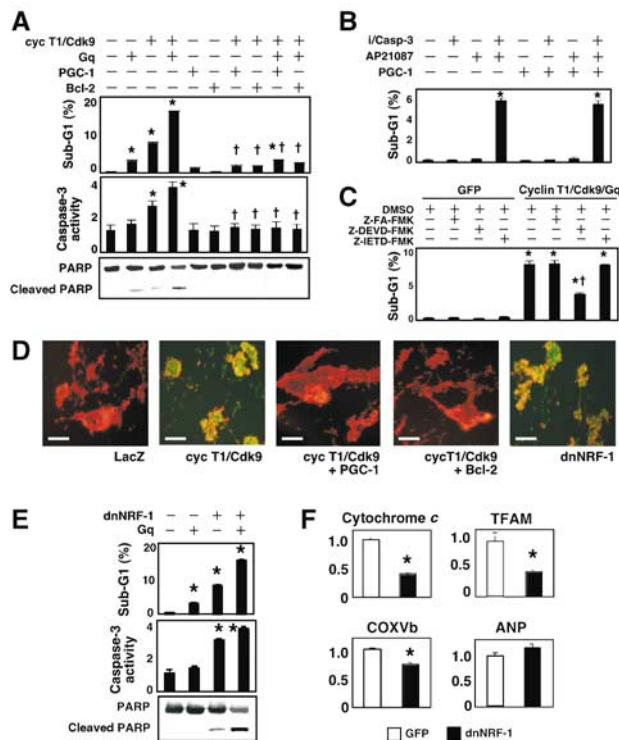 A
cyc T1/Cdk9 − − + + − − + + + +
Gq − + − + − − − − + +
PGC-1 − − − − + − + − + −
Bcl-2 − − − − − + − + − +
Sub-G1 (%)
20
10
0
* * * † † *† †
Caspase-3 activity
4
2
0
* * † † † †
PARP
Cleaved PARP
B
i/Casp-3 − + − + − + − +
AP21087 − − + + − − + +
PGC-1 − − − − + + + +
Sub-G1 (%)
10
5
0
* *
C
GFP Cyclin T1/Cdk9/Gq
DMSO + + + + + + + +
Z-FA-FMK − + − − − + − −
Z-DEVD-FMK − − + − − − + −
Z-IETD-FMK − − − + − − − +
Sub-G1 (%)
10
5
0
* * *† *
D
LacZ
cyc T1/Cdk9
cyc T1/Cdk9
+ PGC-1
cycT1/Cdk9
+ Bcl-2
dnNRF-1
E
dnNRF-1 − − + +
Gq − + − +
Sub-G1 (%)
20
10
0
* * *
Caspase-3 activity
4
2
0
* *
PARP
Cleaved PARP
F
Cytochrome c
1.0
0.5
0
*
TFAM
1.0
0.5
0
*
COXVb
1.0
0.5
0
*
ANP
1.0
0.5
0
GFP
dnNRF-1